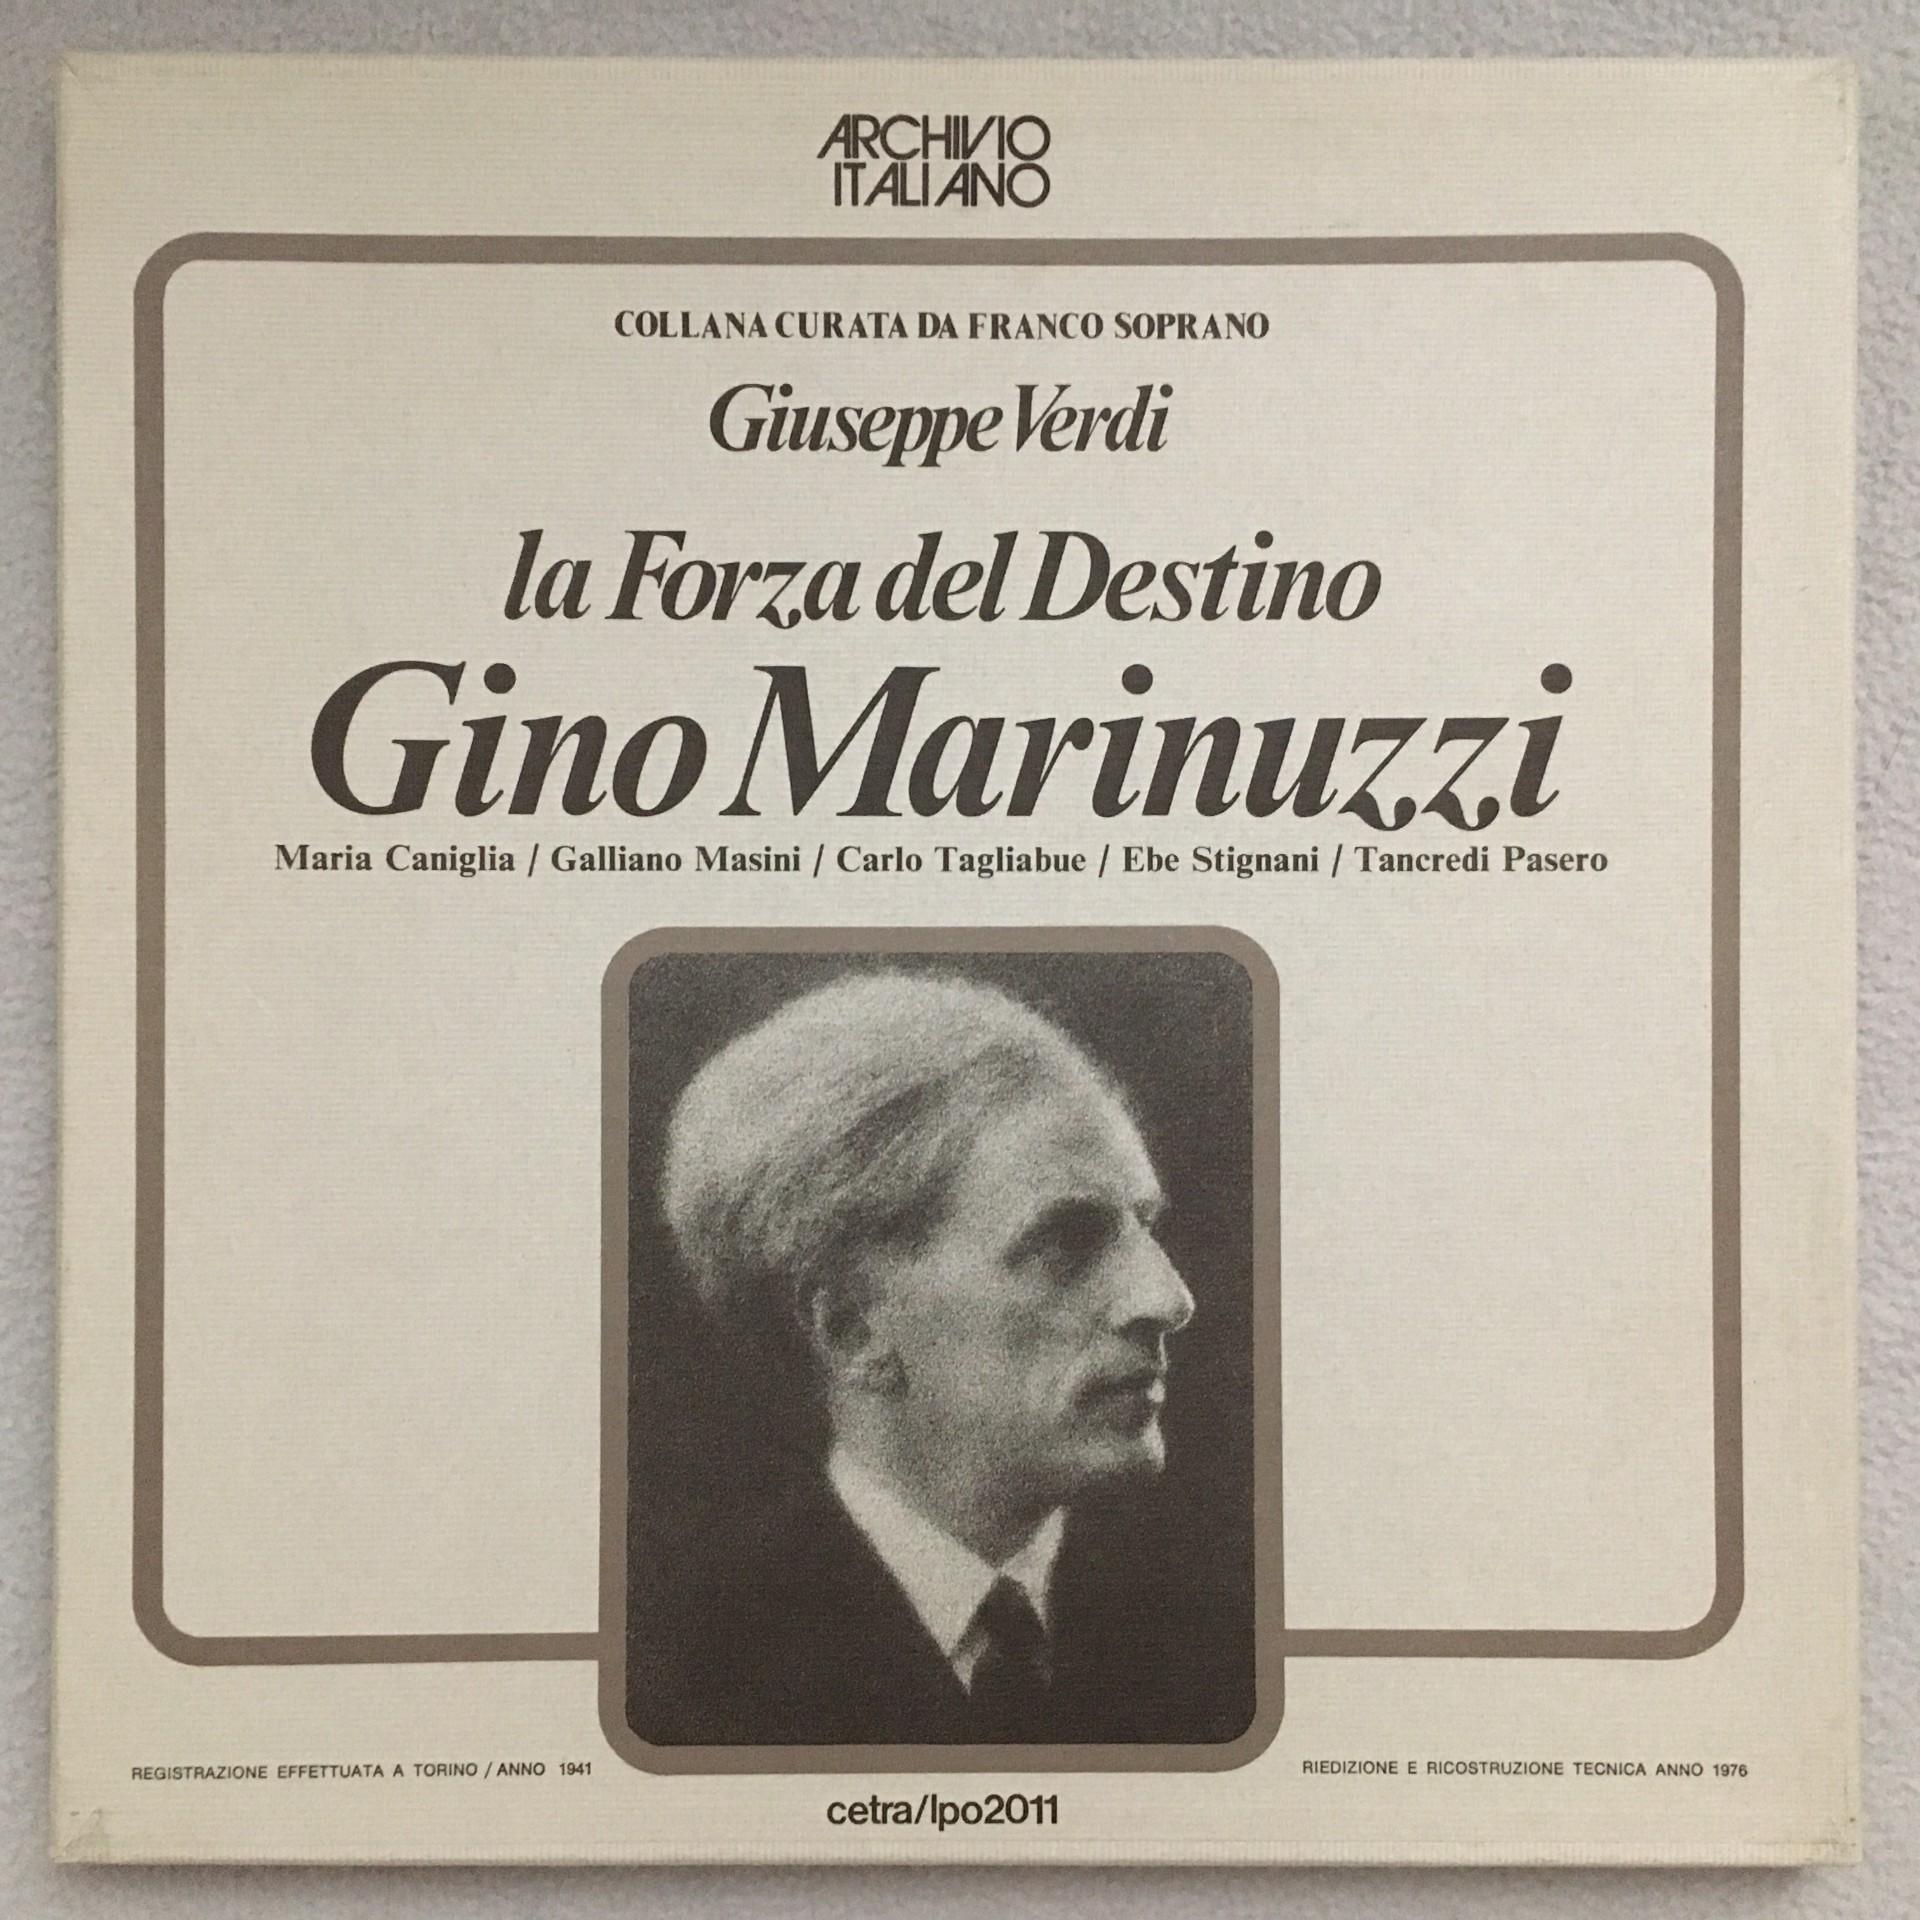 ARCHIVIO
ITALIANO
COLLANA CURATA DA FRANCO SOPRANO
Giuseppe Verdi
la Forza del Destino
Gino Marinuzzi
Maria Caniglia / Galliano Masini / Carlo Tagliabue / Ebe Stignani / Tancredi Pasero
REGISTRAZIONE EFFETTUATA A TORINO / ANNO 1941
RIEDIZIONE E RICOSTRUZIONE TECNICA ANNO 1976
cetra/lpo2011